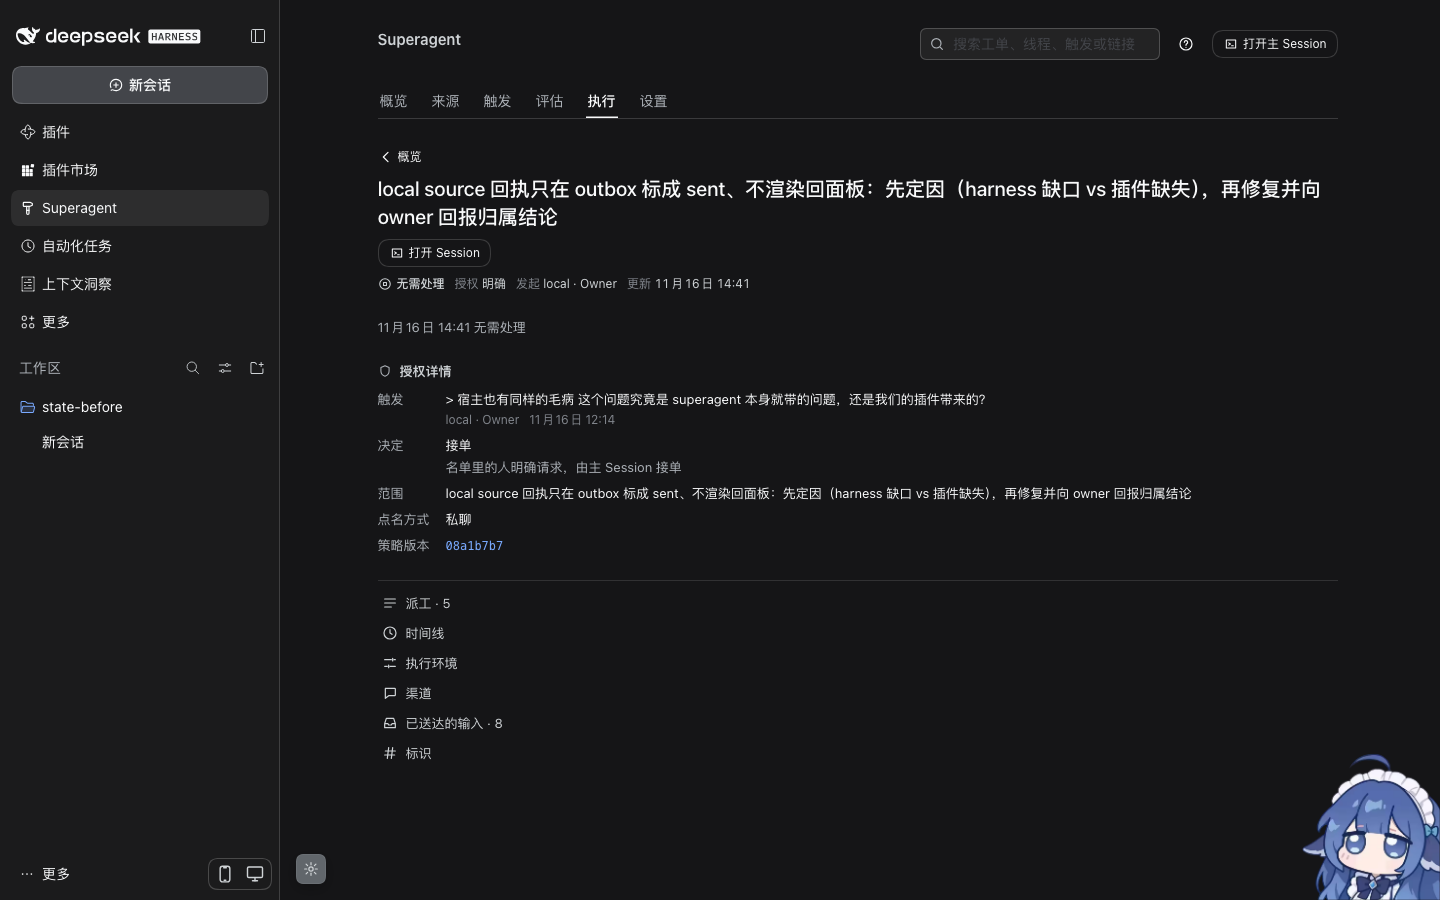 deepseek HARNESS
新会话
插件
插件市场
Superagent
自动化任务
上下文洞察
更多
工作区
state-before
新会话
更多
Superagent
搜索工单、线程、触发或链接
打开主 Session
概览 来源 触发 评估 执行 设置
概览
local source 回执只在 outbox 标成 sent、不渲染回面板：先定因（harness 缺口 vs 插件缺失），再修复并向
owner 回报归属结论
打开 Session
无需处理 授权 明确 发起 local · Owner 更新 11月16日 14:41
11月16日 14:41 无需处理
授权详情
触发 > 宿主也有同样的毛病 这个问题究竟是 superagent 本身就带的问题，还是我们的插件带来的?
local · Owner 11月16日 12:14
决定 接单
名单里的人明确请求，由主 Session 接单
范围 local source 回执只在 outbox 标成 sent、不渲染回面板：先定因（harness 缺口 vs 插件缺失），再修复并向 owner 回报归属结论
点名方式 私聊
策略版本 08a1b7b7
派工 · 5
时间线
执行环境
渠道
已送达的输入 · 8
标识